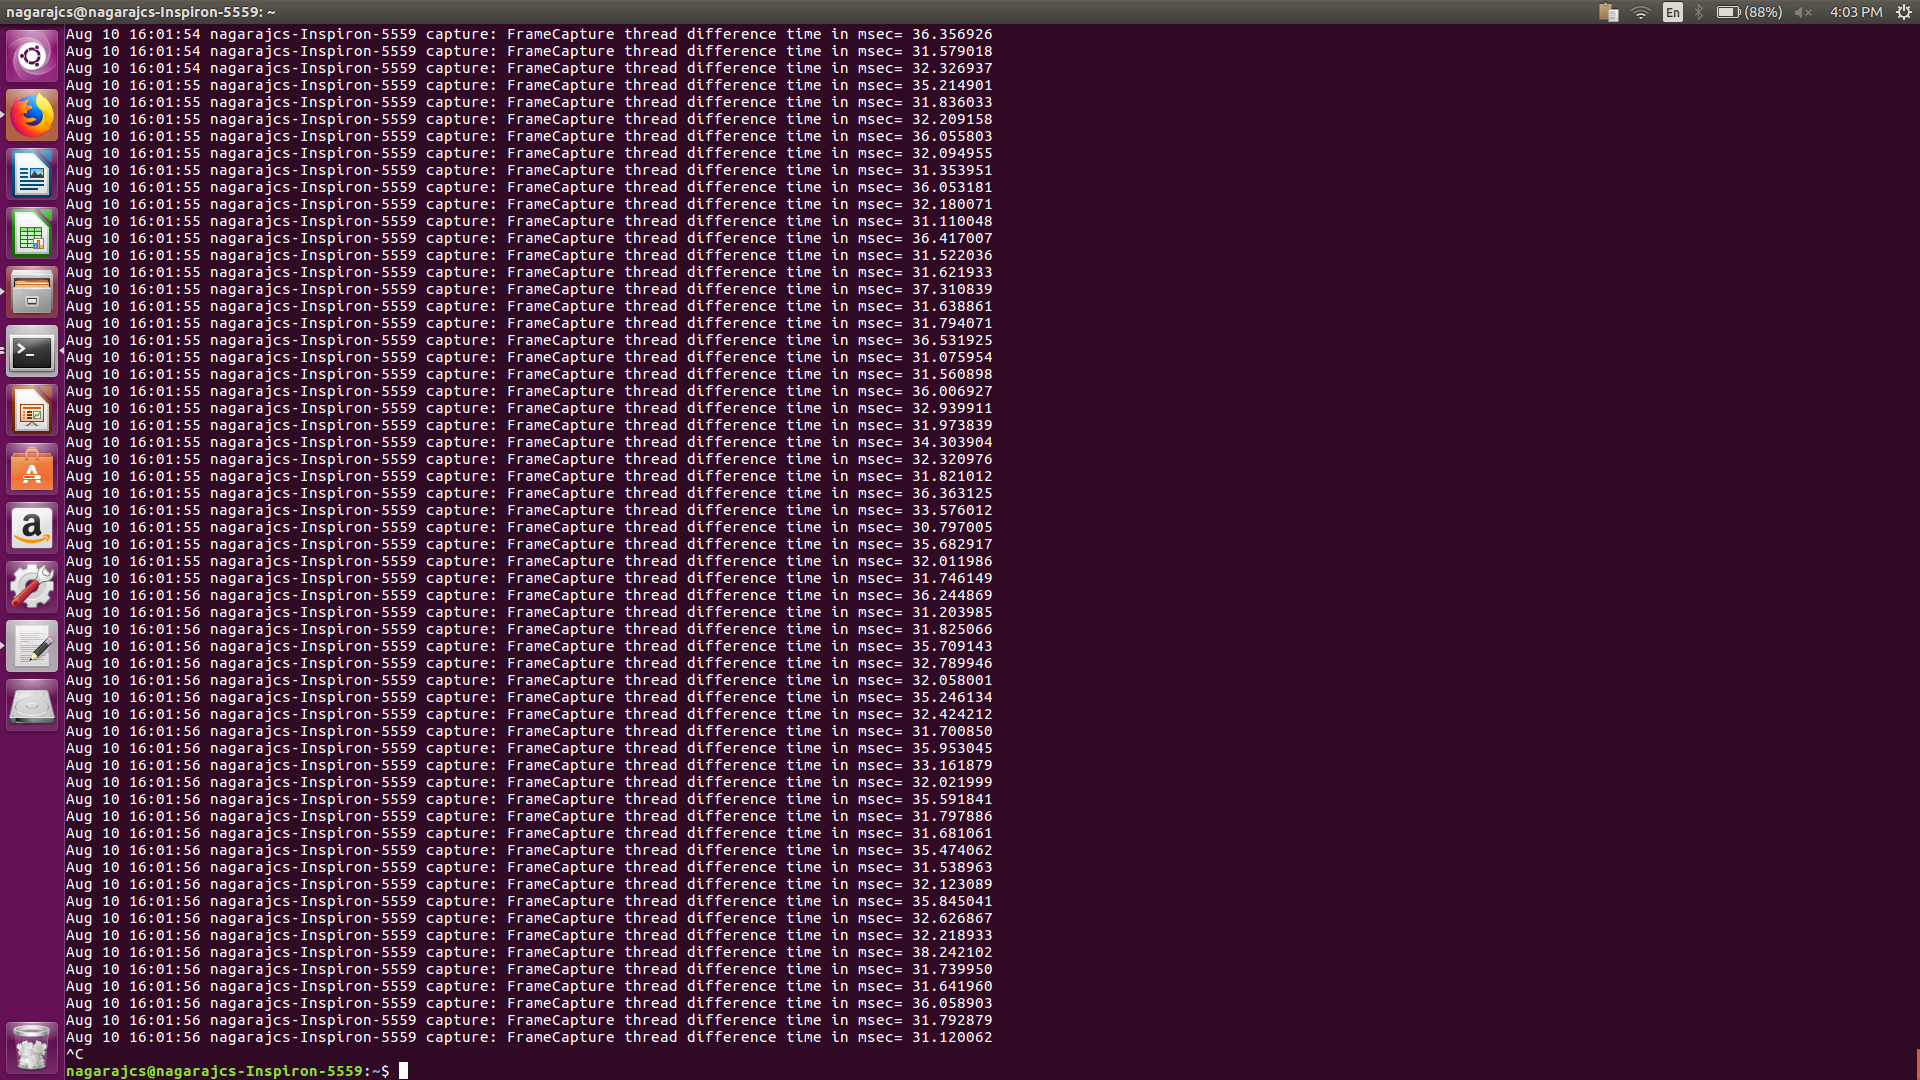 nagarajcs@nagarajcs-Inspiron-5559: ~
En
(88%)
4:03 PM
Aug 10 16:01:54 nagarajcs-Inspiron-5559 capture: FrameCapture thread difference time in msec= 36.356926
Aug 10 16:01:54 nagarajcs-Inspiron-5559 capture: FrameCapture thread difference time in msec= 31.579018
Aug 10 16:01:54 nagarajcs-Inspiron-5559 capture: FrameCapture thread difference time in msec= 32.326937
Aug 10 16:01:55 nagarajcs-Inspiron-5559 capture: FrameCapture thread difference time in msec= 35.214901
Aug 10 16:01:55 nagarajcs-Inspiron-5559 capture: FrameCapture thread difference time in msec= 31.836033
Aug 10 16:01:55 nagarajcs-Inspiron-5559 capture: FrameCapture thread difference time in msec= 32.209158
Aug 10 16:01:55 nagarajcs-Inspiron-5559 capture: FrameCapture thread difference time in msec= 36.055803
Aug 10 16:01:55 nagarajcs-Inspiron-5559 capture: FrameCapture thread difference time in msec= 32.094955
Aug 10 16:01:55 nagarajcs-Inspiron-5559 capture: FrameCapture thread difference time in msec= 31.353951
Aug 10 16:01:55 nagarajcs-Inspiron-5559 capture: FrameCapture thread difference time in msec= 36.053181
Aug 10 16:01:55 nagarajcs-Inspiron-5559 capture: FrameCapture thread difference time in msec= 32.180071
Aug 10 16:01:55 nagarajcs-Inspiron-5559 capture: FrameCapture thread difference time in msec= 31.110048
Aug 10 16:01:55 nagarajcs-Inspiron-5559 capture: FrameCapture thread difference time in msec= 36.417007
Aug 10 16:01:55 nagarajcs-Inspiron-5559 capture: FrameCapture thread difference time in msec= 31.522036
Aug 10 16:01:55 nagarajcs-Inspiron-5559 capture: FrameCapture thread difference time in msec= 31.621933
Aug 10 16:01:55 nagarajcs-Inspiron-5559 capture: FrameCapture thread difference time in msec= 37.310839
Aug 10 16:01:55 nagarajcs-Inspiron-5559 capture: FrameCapture thread difference time in msec= 31.638861
Aug 10 16:01:55 nagarajcs-Inspiron-5559 capture: FrameCapture thread difference time in msec= 31.794071
Aug 10 16:01:55 nagarajcs-Inspiron-5559 capture: FrameCapture thread difference time in msec= 36.531925
Aug 10 16:01:55 nagarajcs-Inspiron-5559 capture: FrameCapture thread difference time in msec= 31.075954
Aug 10 16:01:55 nagarajcs-Inspiron-5559 capture: FrameCapture thread difference time in msec= 31.560898
Aug 10 16:01:55 nagarajcs-Inspiron-5559 capture: FrameCapture thread difference time in msec= 36.006927
Aug 10 16:01:55 nagarajcs-Inspiron-5559 capture: FrameCapture thread difference time in msec= 32.939911
Aug 10 16:01:55 nagarajcs-Inspiron-5559 capture: FrameCapture thread difference time in msec= 31.973839
Aug 10 16:01:55 nagarajcs-Inspiron-5559 capture: FrameCapture thread difference time in msec= 34.303904
Aug 10 16:01:55 nagarajcs-Inspiron-5559 capture: FrameCapture thread difference time in msec= 32.320976
Aug 10 16:01:55 nagarajcs-Inspiron-5559 capture: FrameCapture thread difference time in msec= 31.821012
Aug 10 16:01:55 nagarajcs-Inspiron-5559 capture: FrameCapture thread difference time in msec= 36.363125
Aug 10 16:01:55 nagarajcs-Inspiron-5559 capture: FrameCapture thread difference time in msec= 33.576012
Aug 10 16:01:55 nagarajcs-Inspiron-5559 capture: FrameCapture thread difference time in msec= 30.797005
Aug 10 16:01:55 nagarajcs-Inspiron-5559 capture: FrameCapture thread difference time in msec= 35.682917
Aug 10 16:01:55 nagarajcs-Inspiron-5559 capture: FrameCapture thread difference time in msec= 32.011986
Aug 10 16:01:55 nagarajcs-Inspiron-5559 capture: FrameCapture thread difference time in msec= 31.746149
Aug 10 16:01:56 nagarajcs-Inspiron-5559 capture: FrameCapture thread difference time in msec= 36.244869
Aug 10 16:01:56 nagarajcs-Inspiron-5559 capture: FrameCapture thread difference time in msec= 31.203985
Aug 10 16:01:56 nagarajcs-Inspiron-5559 capture: FrameCapture thread difference time in msec= 31.825066
Aug 10 16:01:56 nagarajcs-Inspiron-5559 capture: FrameCapture thread difference time in msec= 35.709143
Aug 10 16:01:56 nagarajcs-Inspiron-5559 capture: FrameCapture thread difference time in msec= 32.789946
Aug 10 16:01:56 nagarajcs-Inspiron-5559 capture: FrameCapture thread difference time in msec= 32.058001
Aug 10 16:01:56 nagarajcs-Inspiron-5559 capture: FrameCapture thread difference time in msec= 35.246134
Aug 10 16:01:56 nagarajcs-Inspiron-5559 capture: FrameCapture thread difference time in msec= 32.424212
Aug 10 16:01:56 nagarajcs-Inspiron-5559 capture: FrameCapture thread difference time in msec= 31.700850
Aug 10 16:01:56 nagarajcs-Inspiron-5559 capture: FrameCapture thread difference time in msec= 35.953045
Aug 10 16:01:56 nagarajcs-Inspiron-5559 capture: FrameCapture thread difference time in msec= 33.161879
Aug 10 16:01:56 nagarajcs-Inspiron-5559 capture: FrameCapture thread difference time in msec= 32.021999
Aug 10 16:01:56 nagarajcs-Inspiron-5559 capture: FrameCapture thread difference time in msec= 35.591841
Aug 10 16:01:56 nagarajcs-Inspiron-5559 capture: FrameCapture thread difference time in msec= 31.797886
Aug 10 16:01:56 nagarajcs-Inspiron-5559 capture: FrameCapture thread difference time in msec= 31.681061
Aug 10 16:01:56 nagarajcs-Inspiron-5559 capture: FrameCapture thread difference time in msec= 35.474062
Aug 10 16:01:56 nagarajcs-Inspiron-5559 capture: FrameCapture thread difference time in msec= 31.538963
Aug 10 16:01:56 nagarajcs-Inspiron-5559 capture: FrameCapture thread difference time in msec= 32.123089
Aug 10 16:01:56 nagarajcs-Inspiron-5559 capture: FrameCapture thread difference time in msec= 35.845041
Aug 10 16:01:56 nagarajcs-Inspiron-5559 capture: FrameCapture thread difference time in msec= 32.626867
Aug 10 16:01:56 nagarajcs-Inspiron-5559 capture: FrameCapture thread difference time in msec= 32.218933
Aug 10 16:01:56 nagarajcs-Inspiron-5559 capture: FrameCapture thread difference time in msec= 38.242102
Aug 10 16:01:56 nagarajcs-Inspiron-5559 capture: FrameCapture thread difference time in msec= 31.739950
Aug 10 16:01:56 nagarajcs-Inspiron-5559 capture: FrameCapture thread difference time in msec= 31.641960
Aug 10 16:01:56 nagarajcs-Inspiron-5559 capture: FrameCapture thread difference time in msec= 36.058903
Aug 10 16:01:56 nagarajcs-Inspiron-5559 capture: FrameCapture thread difference time in msec= 31.792879
Aug 10 16:01:56 nagarajcs-Inspiron-5559 capture: FrameCapture thread difference time in msec= 31.120062
^C
nagarajcs@nagarajcs-Inspiron-5559:~$